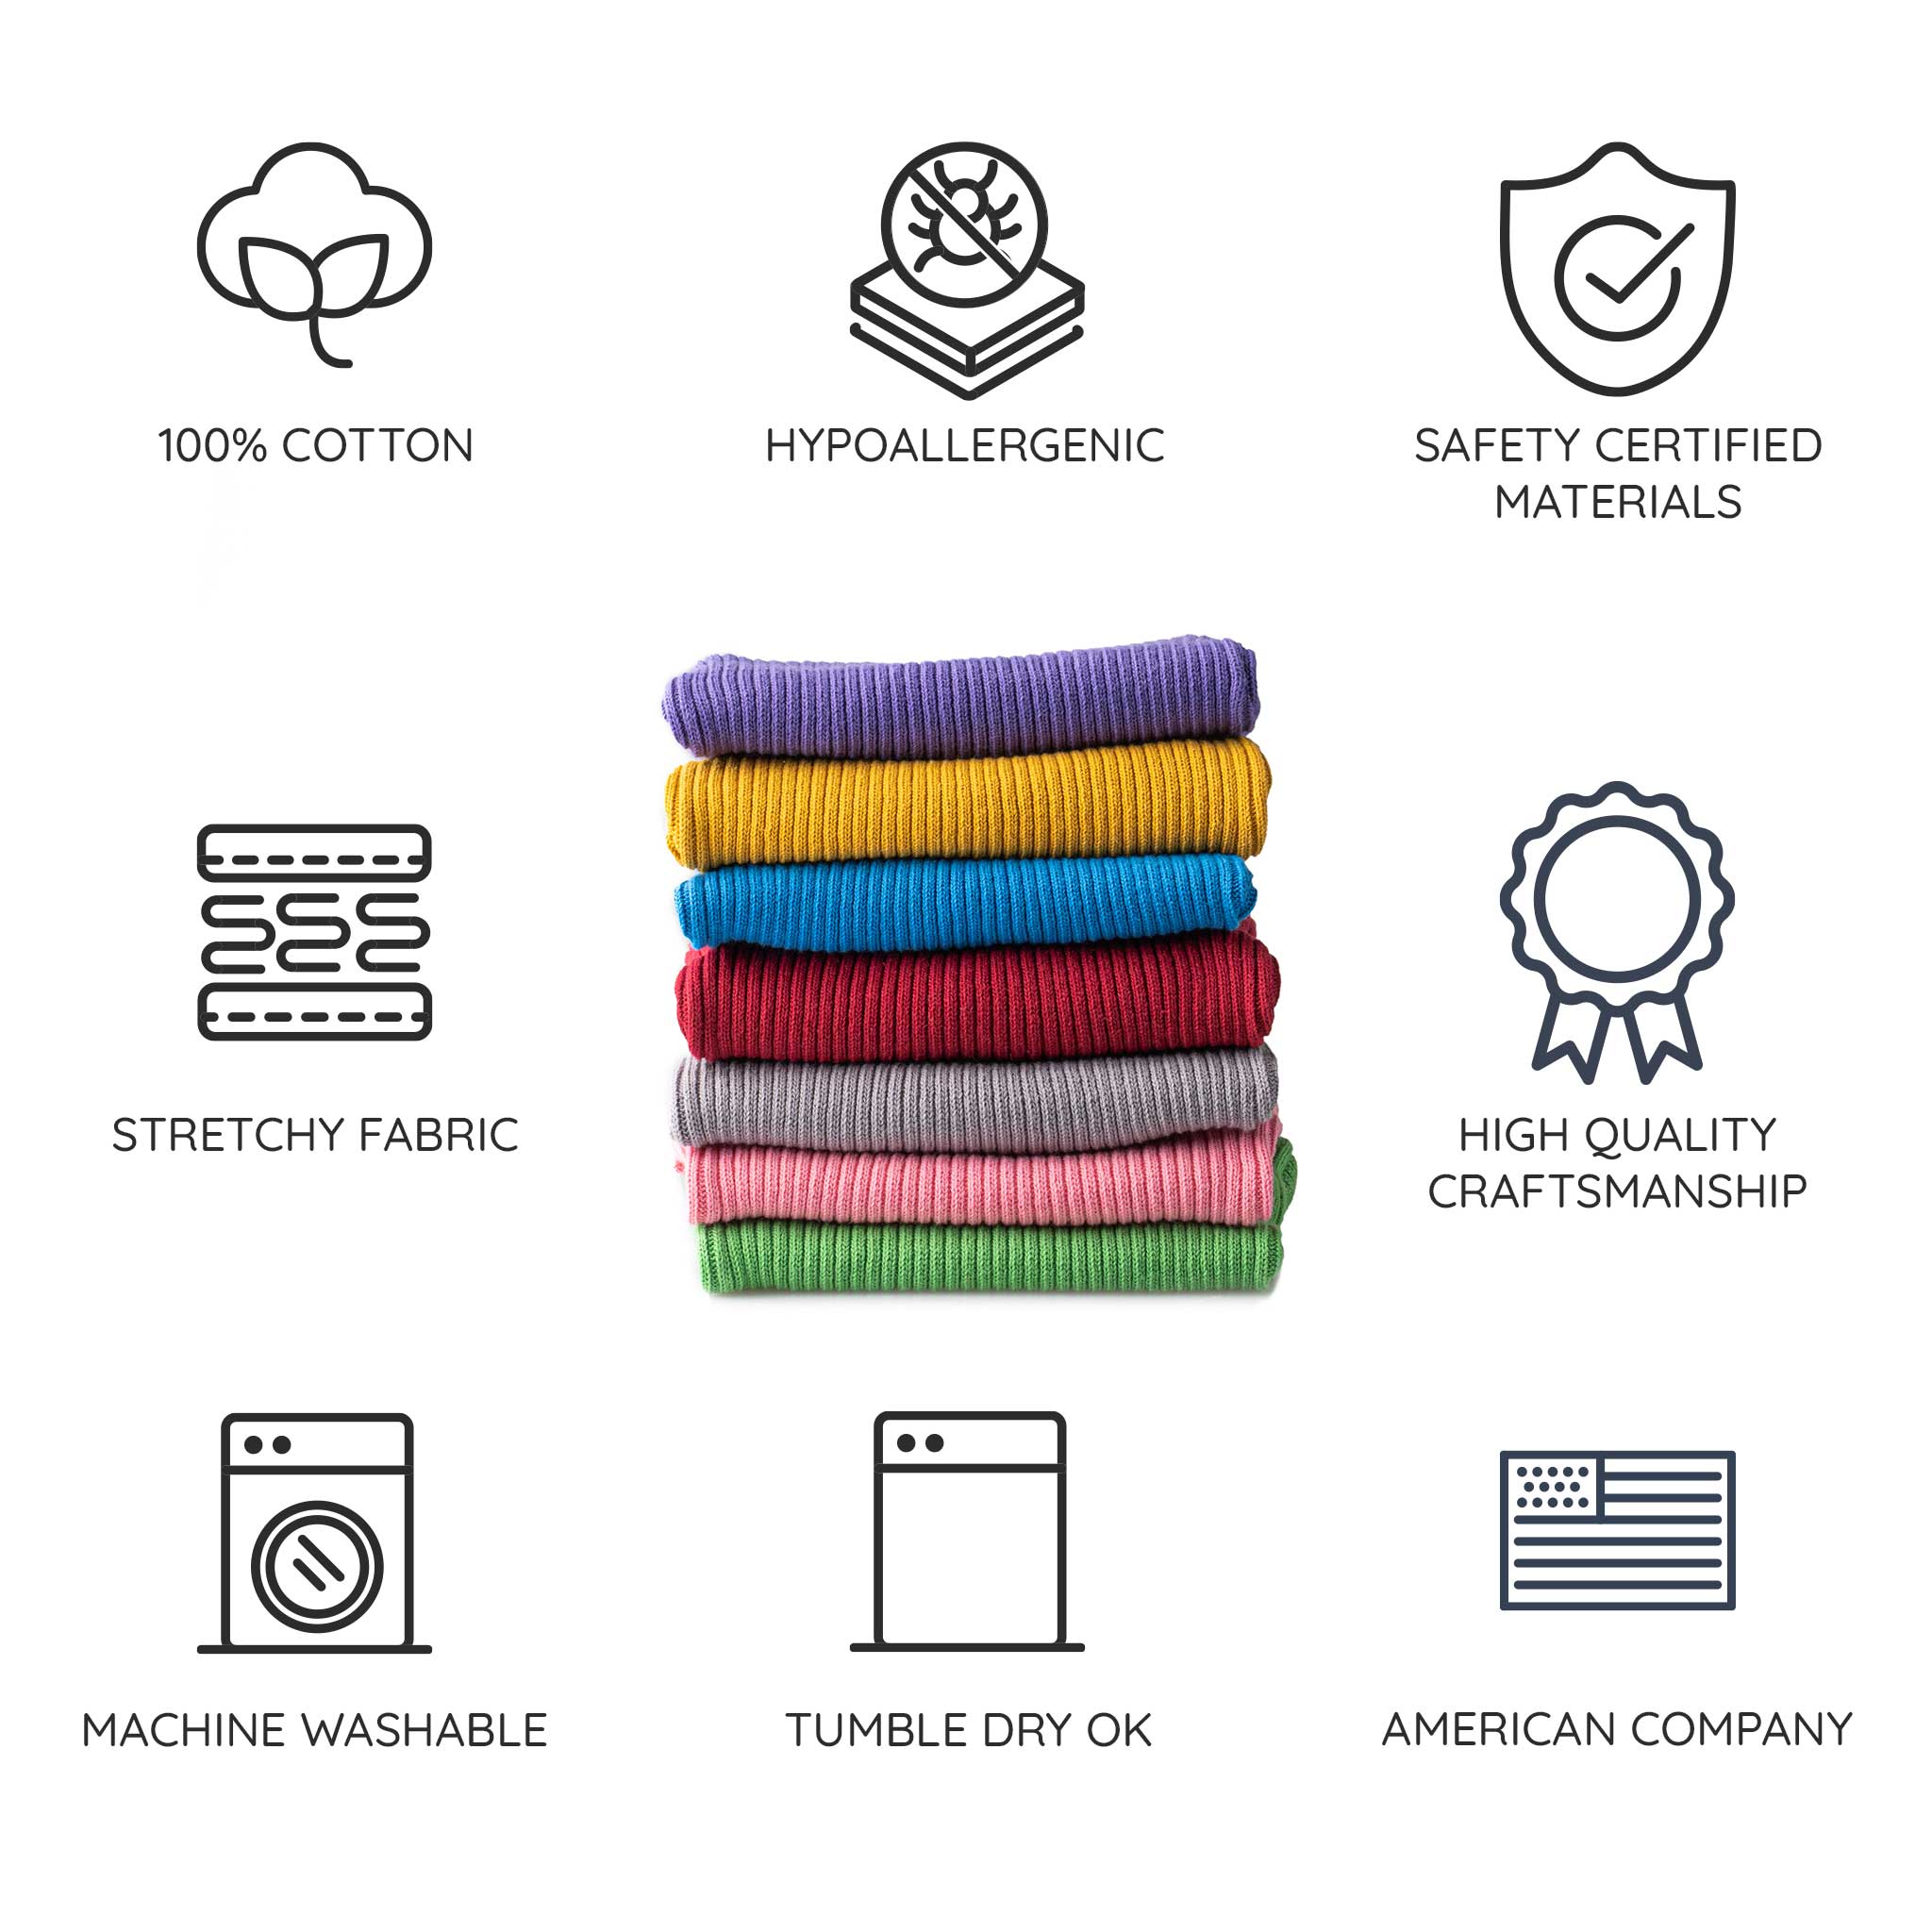 100% COTTON
HYPOALLERGENIC
SAFETY CERTIFIED
MATERIALS
STRETCHY FABRIC
HIGH QUALITY
CRAFTSMANSHIP
MACHINE WASHABLE
TUMBLE DRY OK
AMERICAN COMPANY